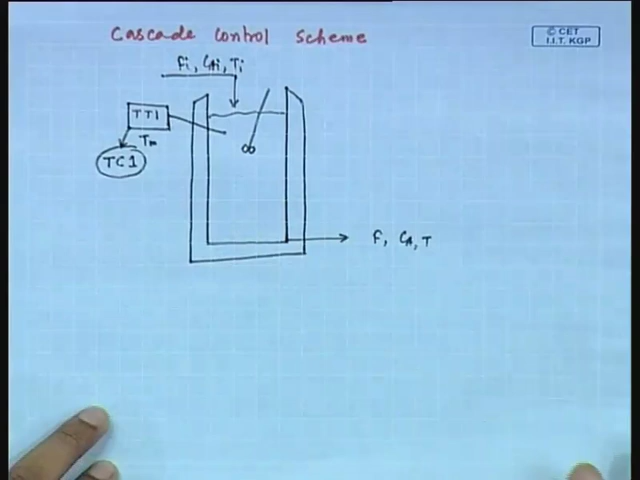 Cascade control scheme
© CET
I.I.T. KGP
Fi, CAi, Ti
TT1
Tm
TC1
F, CA, T